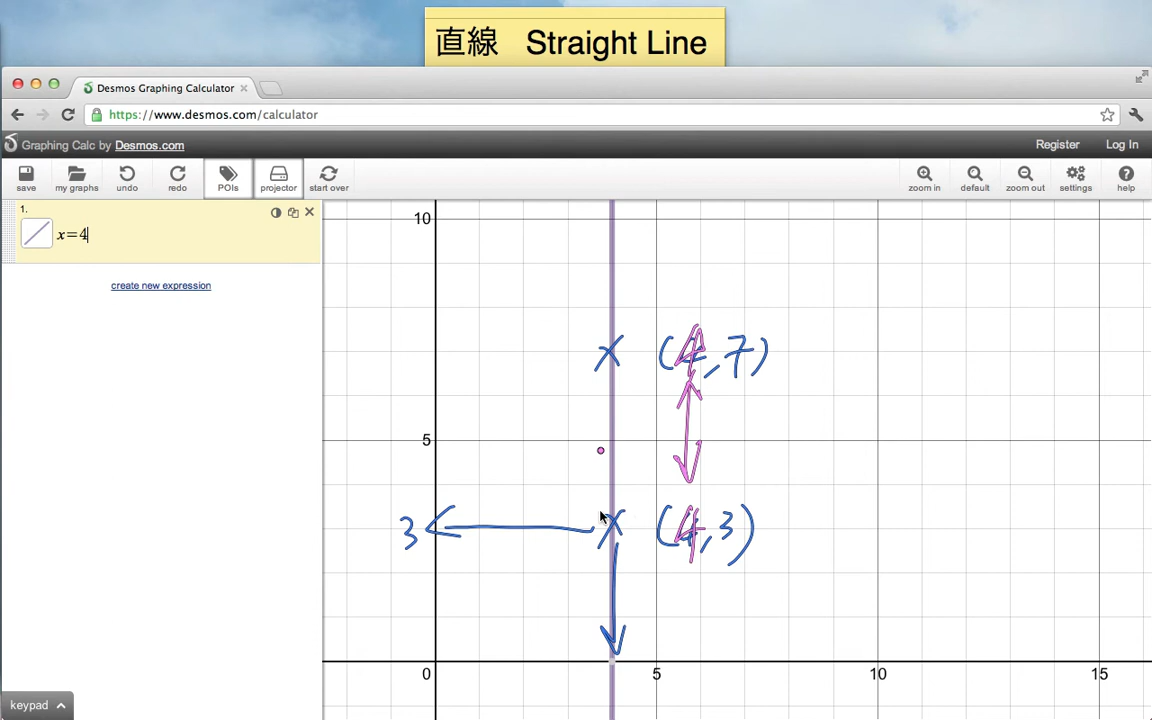 直線 Straight Line
Desmos Graphing Calculator
https://www.desmos.com/calculator
Graphing Calc by Desmos.com
Register
Log In
save
my graphs
undo
redo
POIs
projector
start over
zoom in
default
zoom out
settings
help
1.
x=4
create new expression
10
(4,7)
5
3
(4,3)
0
5
10
15
keypad